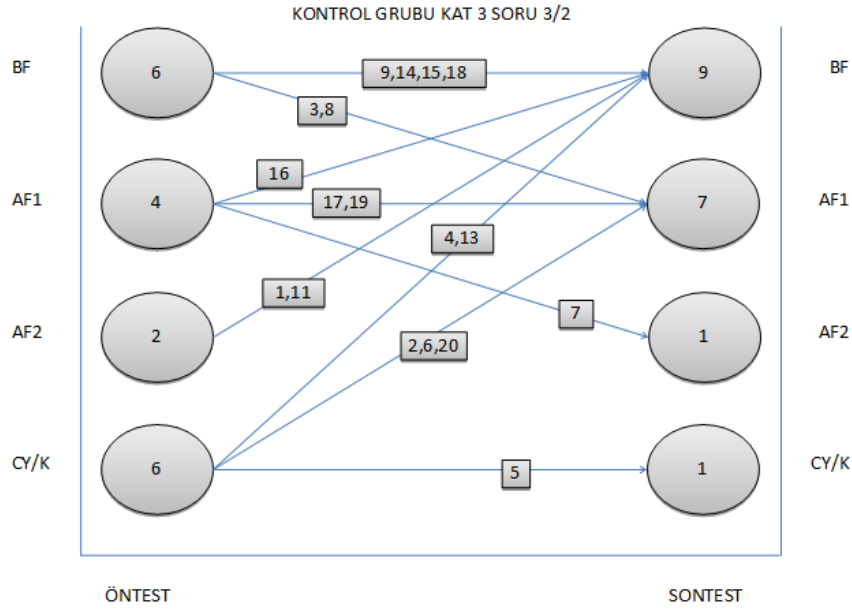 KONTROL GRUBU KAT 3 SORU 3/2
BF 6 9,14,15,18 9 BF
3,8
16
AF1 4 17,19 7 AF1
4,13
1,11
7
AF2 2 1 AF2
2,6,20
CY/K 6 5 1 CY/K
ÖNTEST SONTEST